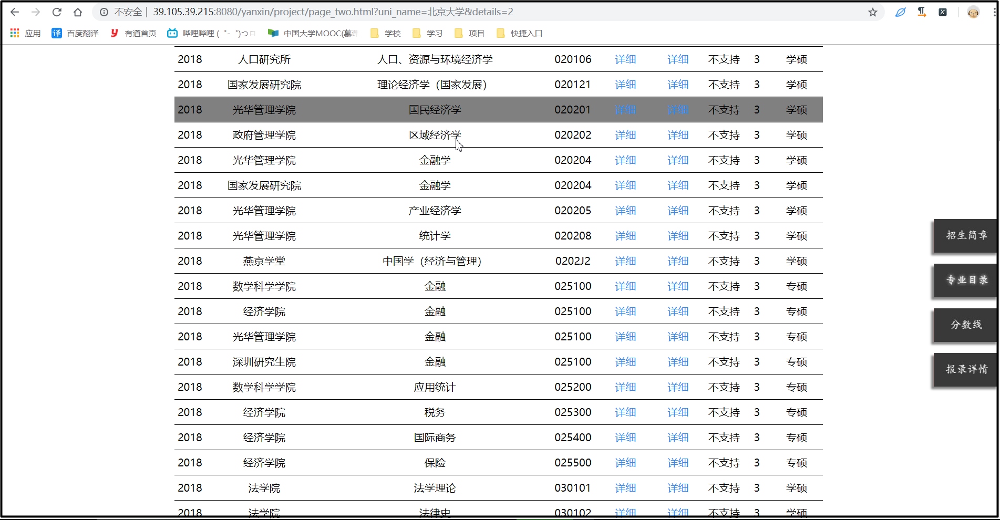 不安全 | 39.105.39.215:8080/yanxin/project/page_two.html?uni_name=北京大学&details=2
应用 译 百度翻译 y 有道首页 哔哩哔哩 ( ゜- ゜)つロ 中国大学MOOC(慕课 学校 学习 项目 快捷入口
2018 人口研究所 人口、资源与环境经济学 020106 详细 详细 不支持 3 学硕
2018 国家发展研究院 理论经济学（国家发展） 020121 详细 详细 不支持 3 学硕
2018 光华管理学院 国民经济学 020201 详细 详细 不支持 3 学硕
2018 政府管理学院 区域经济学 020202 详细 详细 不支持 3 学硕
2018 光华管理学院 金融学 020204 详细 详细 不支持 3 学硕
2018 国家发展研究院 金融学 020204 详细 详细 不支持 3 学硕
2018 光华管理学院 产业经济学 020205 详细 详细 不支持 3 学硕
2018 光华管理学院 统计学 020208 详细 详细 不支持 3 学硕
2018 燕京学堂 中国学（经济与管理） 0202J2 详细 详细 不支持 3 学硕
2018 数学科学学院 金融 025100 详细 详细 不支持 3 专硕
2018 经济学院 金融 025100 详细 详细 不支持 3 专硕
2018 光华管理学院 金融 025100 详细 详细 不支持 3 专硕
2018 深圳研究生院 金融 025100 详细 详细 不支持 3 专硕
2018 数学科学学院 应用统计 025200 详细 详细 不支持 3 专硕
2018 经济学院 税务 025300 详细 详细 不支持 3 专硕
2018 经济学院 国际商务 025400 详细 详细 不支持 3 专硕
2018 经济学院 保险 025500 详细 详细 不支持 3 专硕
2018 法学院 法学理论 030101 详细 详细 不支持 3 学硕
2018 法学院 法律史 030102 详细 详细 不支持 3 学硕
招生简章
专业目录
分数线
报录详情